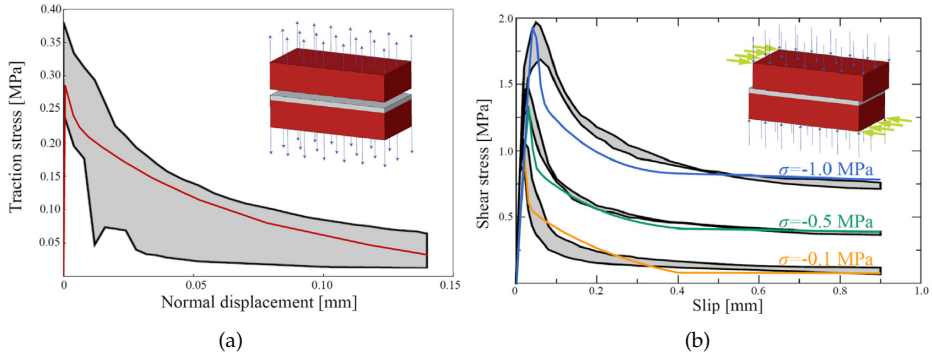 0.40
0.35
0.30
0.25
0.20
0.15
0.10
0.05
Traction stress [MPa]
0
0.05
0.10
0.15
Normal displacement [mm]
(a)
2.0
1.5
1.0
0.5
Shear stress [MPa]
σ=-1.0 MPa
σ=-0.5 MPa
σ=-0.1 MPa
0
0.2
0.4
0.6
0.8
1.0
Slip [mm]
(b)